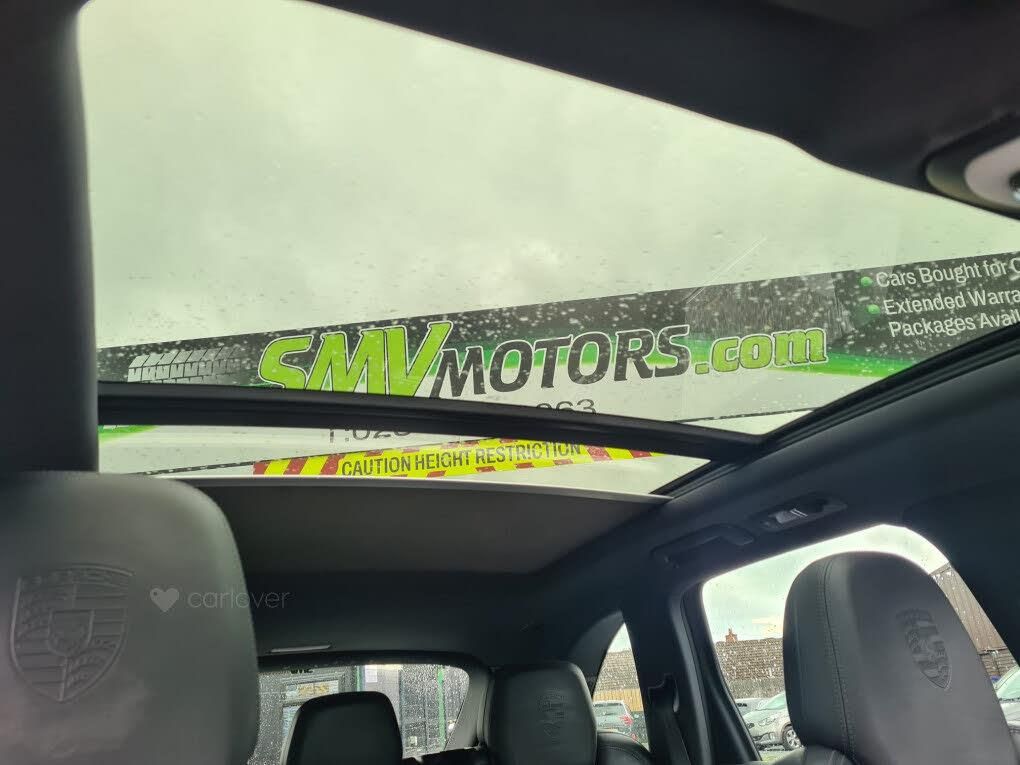 Cars Bought for
Extended Warra
Packages Avail
SMVMOTORS.com
CAUTION HEIGHT RESTRICTION
carlover